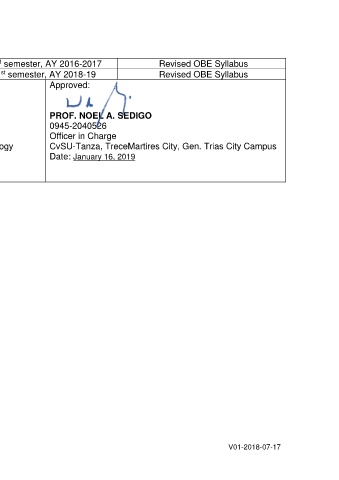 semester, AY 2016-2017 Revised OBE Syllabus
st semester, AY 2018-19 Revised OBE Syllabus
Approved:
PROF. NOEL A. SEDIGO
0945-2040526
Officer in Charge
ogy CvSU-Tanza, TreceMartires City, Gen. Trias City Campus
Date: January 16, 2019
V01-2018-07-17